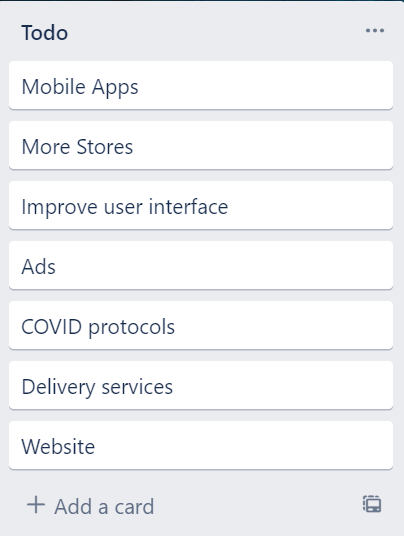 Todo
Mobile Apps
More Stores
Improve user interface
Ads
COVID protocols
Delivery services
Website
Add a card